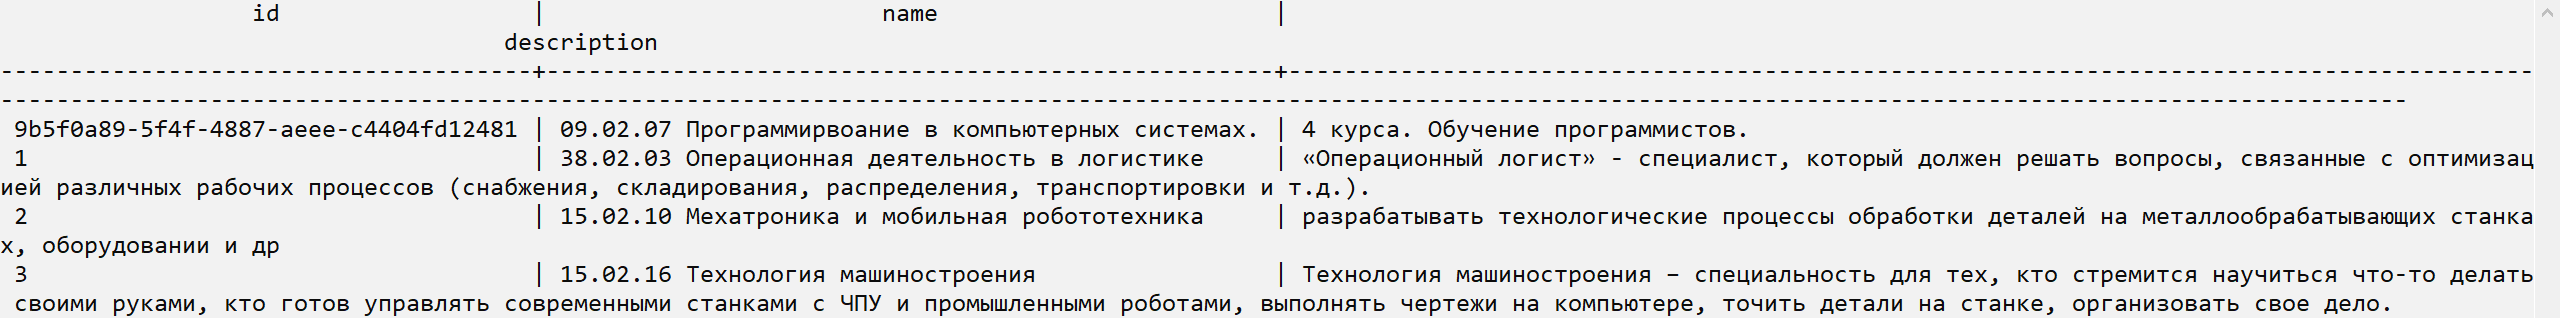 id | name |
description
--------------------------------------+----------------------------------------------------+-----------------------------------------------------------------------------------------
----------------------------------------------------------------------------------------------------------------------------------------------------------------------------
9b5f0a89-5f4f-4887-aeee-c4404fd12481 | 09.02.07 Программирвоание в компьютерных системах. | 4 курса. Обучение программистов.
1 | 38.02.03 Операционная деятельность в логистике | «Операционный логист» - специалист, который должен решать вопросы, связанные с оптимизац
ией различных рабочих процессов (снабжения, складирования, распределения, транспортировки и т.д.).
2 | 15.02.10 Мехатроника и мобильная робототехника | разрабатывать технологические процессы обработки деталей на металлообрабатывающих станка
х, оборудовании и др
3 | 15.02.16 Технология машиностроения | Технология машиностроения – специальность для тех, кто стремится научиться что-то делать
своими руками, кто готов управлять современными станками с ЧПУ и промышленными роботами, выполнять чертежи на компьютере, точить детали на станке, организовать свое дело.